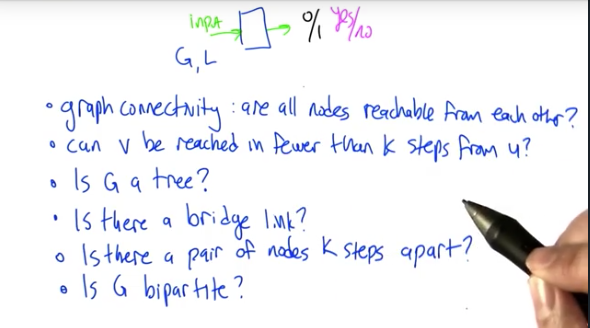 input
0/1 yes/no
G, L
• graph connectivity: are all nodes reachable from each other?
• can v be reached in fewer than k steps from u?
• Is G a tree?
• Is there a bridge link?
• Is there a pair of nodes k steps apart?
• Is G bipartite?